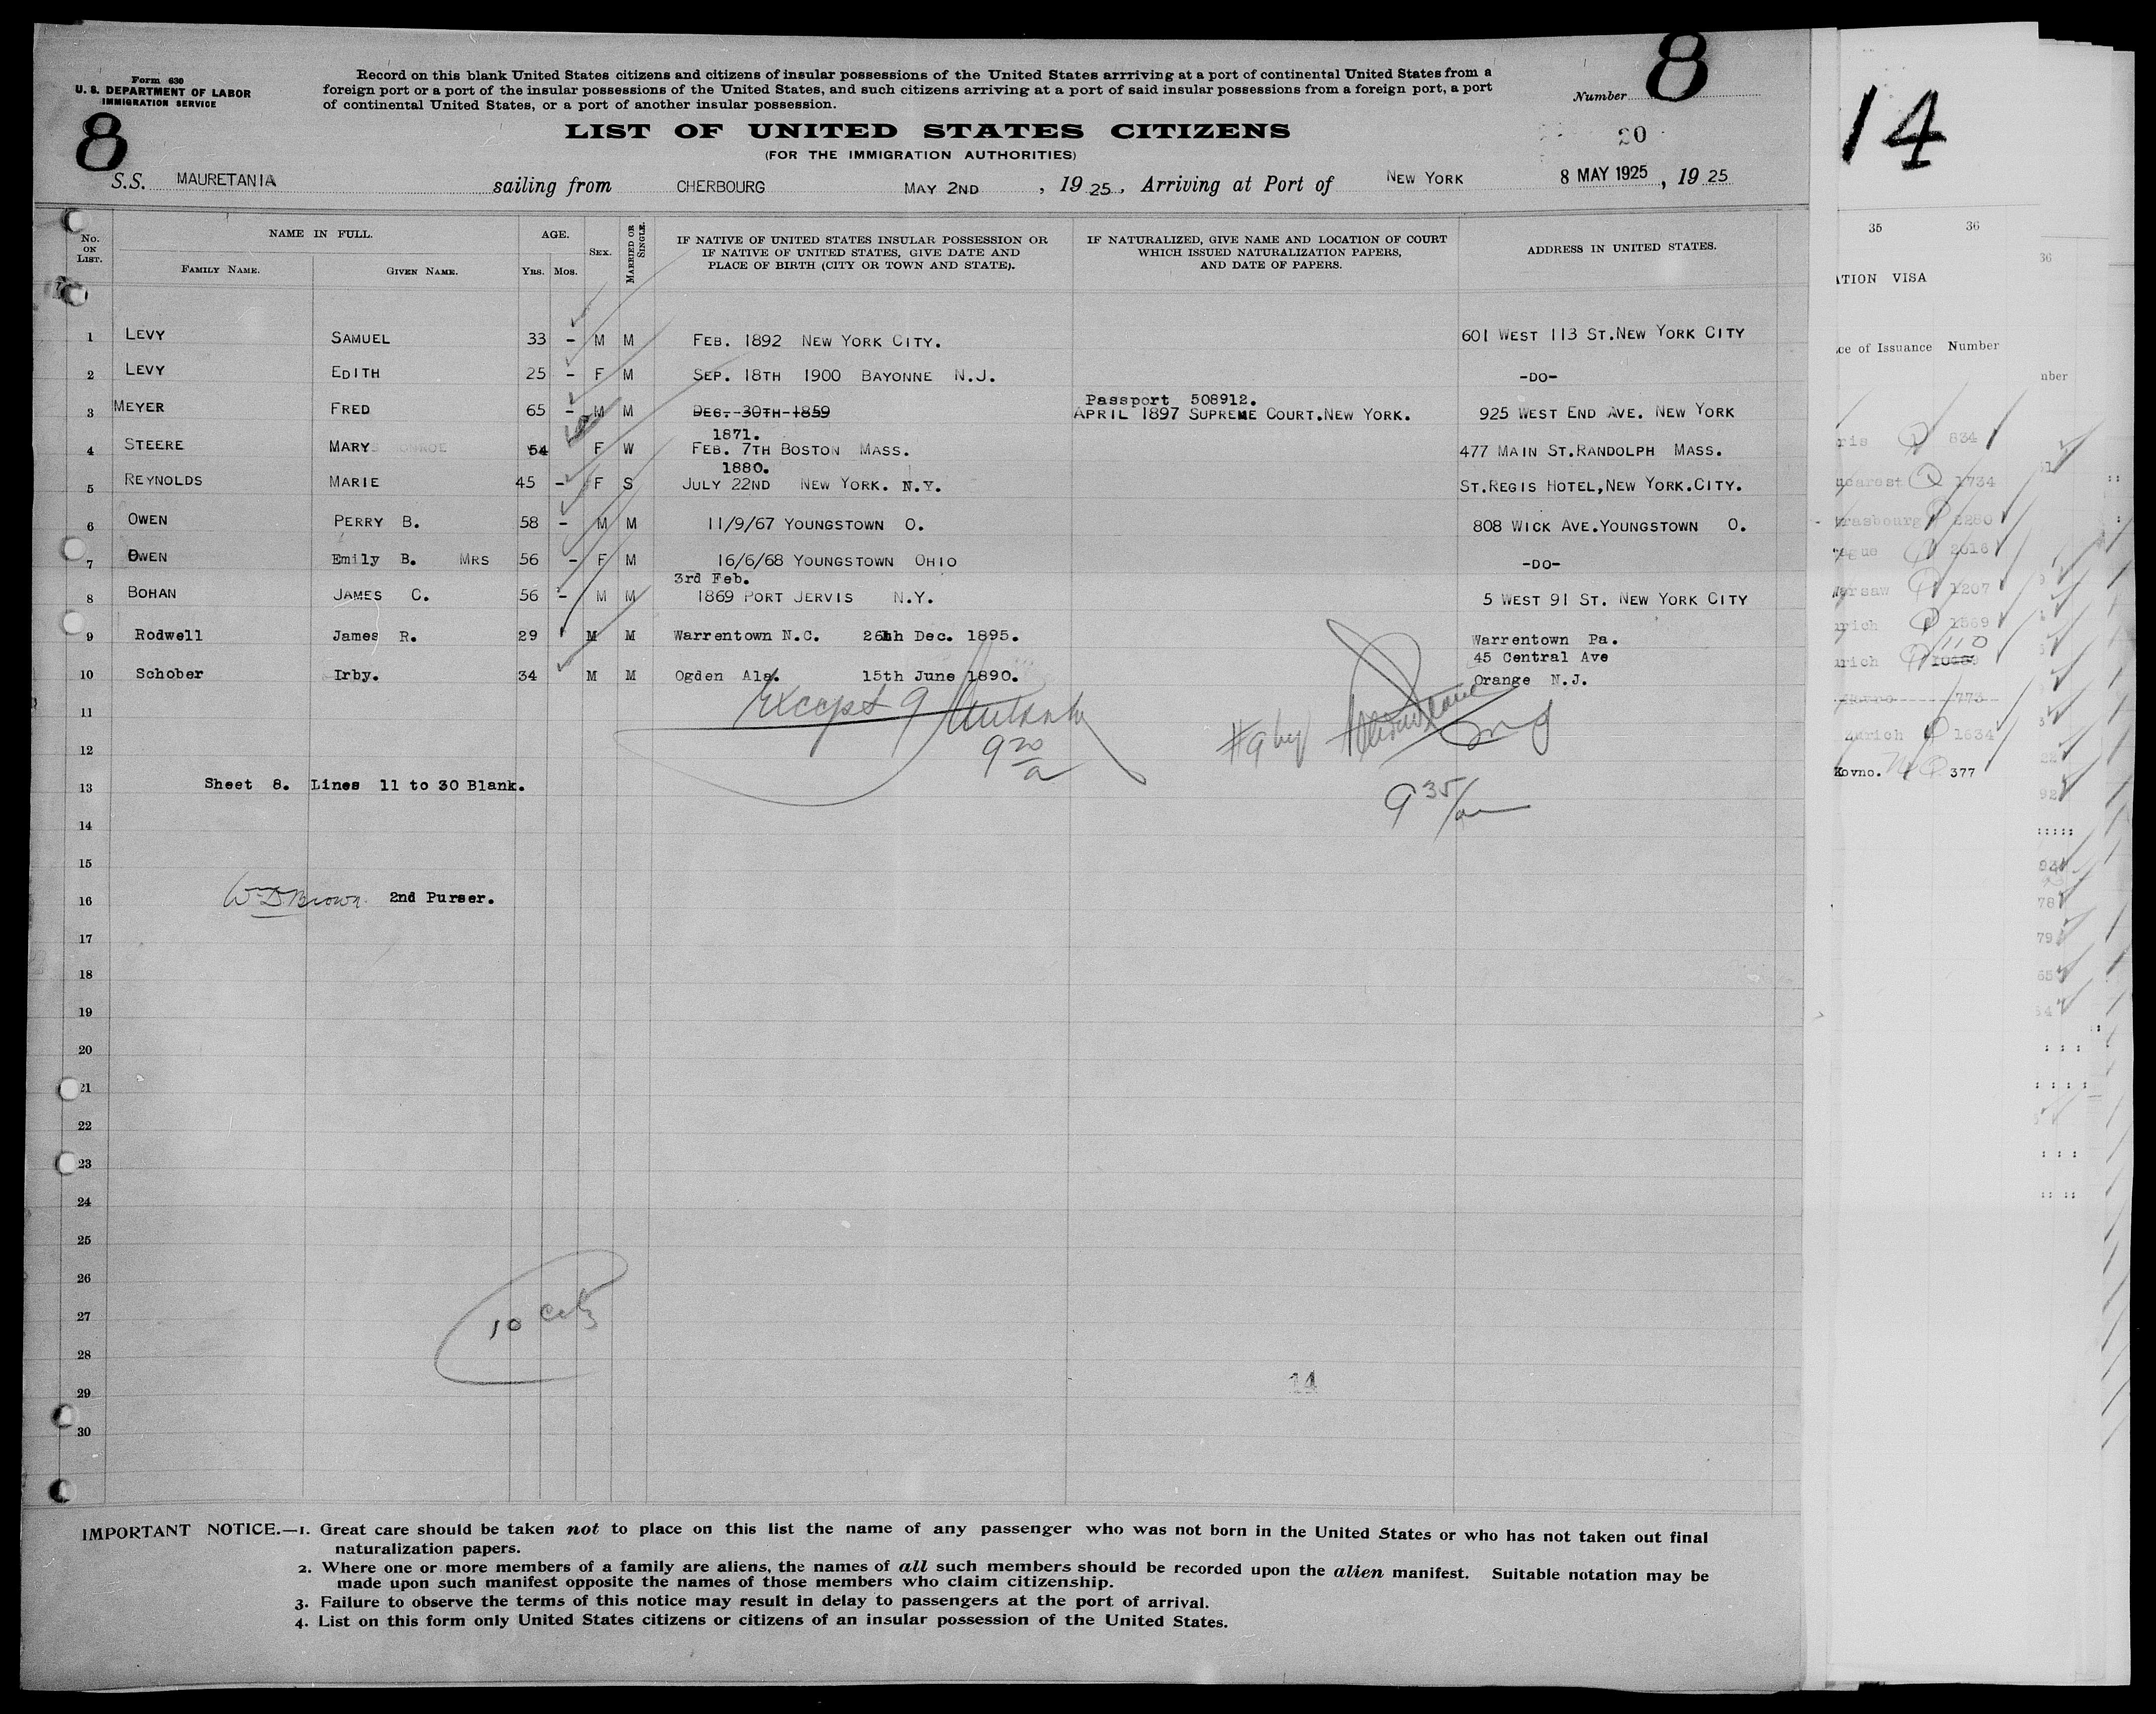 Form 630
U. S. DEPARTMENT OF LABOR
IMMIGRATION SERVICE
8
Record on this blank United States citizens and citizens of insular possessions of the United States arrriving at a port of continental United States from a
foreign port or a port of the insular possessions of the United States, and such citizens arriving at a port of said insular possessions from a foreign port, a port
of continental United States, or a port of another insular possession.
Number 8
LIST OF UNITED STATES CITIZENS
20
(FOR THE IMMIGRATION AUTHORITIES)
S.S. MAURETANIA sailing from CHERBOURG MAY 2ND , 19 25, Arriving at Port of NEW YORK 8 MAY 1925 , 19 25
No. ON LIST. NAME IN FULL. FAMILY NAME. GIVEN NAME. AGE. YRS. MOS. SEX. MARRIED OR SINGLE. IF NATIVE OF UNITED STATES INSULAR POSSESSION OR IF NATIVE OF UNITED STATES, GIVE DATE AND PLACE OF BIRTH (CITY OR TOWN AND STATE). IF NATURALIZED, GIVE NAME AND LOCATION OF COURT WHICH ISSUED NATURALIZATION PAPERS, AND DATE OF PAPERS. ADDRESS IN UNITED STATES.
1 LEVY SAMUEL 33 - M M FEB. 1892 NEW YORK CITY. 601 WEST 113 ST.NEW YORK CITY
2 LEVY EDITH 25 - F M SEP. 18TH 1900 BAYONNE N.J. -DO-
Passport 508912.
3 MEYER FRED 65 - M M DEC. 30TH 1859 APRIL 1897 SUPREME COURT.NEW YORK. 925 WEST END AVE. NEW YORK
1871.
4 STEERE MARY 54 F W FEB. 7TH BOSTON MASS. 477 MAIN ST.RANDOLPH MASS.
1880.
5 REYNOLDS MARIE 45 - F S JULY 22ND NEW YORK. N.Y. ST.REGIS HOTEL,NEW YORK.CITY.
6 OWEN PERRY B. 58 - M M 11/9/67 YOUNGSTOWN O. 808 WICK AVE.YOUNGSTOWN O.
7 OWEN Emily B. MRS 56 - F M 16/6/68 YOUNGSTOWN OHIO -DO-
3rd Feb.
8 BOHAN JAMES C. 56 - M M 1869 PORT JERVIS N.Y. 5 WEST 91 ST. NEW YORK CITY
9 Rodwell James R. 29 M M Warrentown N.C. 26th Dec. 1895. Warrentown Pa.
45 Central Ave
10 Schober Irby. 34 M M Ogden Ala. 15th June 1890. Orange N.J.
11 Except 9
12 9 20 a
13 Sheet 8. Lines 11 to 30 Blank. 9 35/am
14
15
16 W D Brown. 2nd Purser.
17
18
19
20
21
22
23
24
25
26
27 10 cits
28
29 14
30
IMPORTANT NOTICE.—1. Great care should be taken not to place on this list the name of any passenger who was not born in the United States or who has not taken out final
naturalization papers.
2. Where one or more members of a family are aliens, the names of all such members should be recorded upon the alien manifest. Suitable notation may be
made upon such manifest opposite the names of those members who claim citizenship.
3. Failure to observe the terms of this notice may result in delay to passengers at the port of arrival.
4. List on this form only United States citizens or citizens of an insular possession of the United States.
14
35 36
36
VISA
of Issuance Number
834
1734
2280
2016
1207
1569
110
773
1634
Kovno. 377